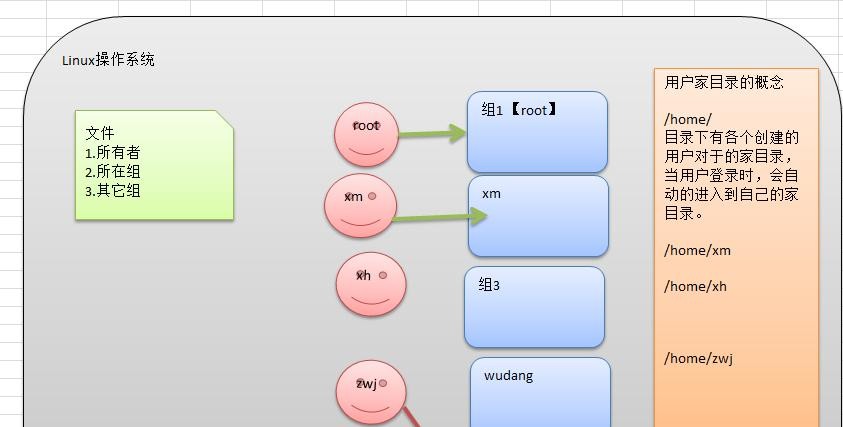 Linux操作系统
文件
1.所有者
2.所在组
3.其它组
root
xm
xh
zwj
组1【root】
xm
组3
wudang
用户家目录的概念
/home/
目录下有各个创建的
用户对于的家目录，
当用户登录时，会自
动的进入到自己的家
目录。
/home/xm
/home/xh
/home/zwj